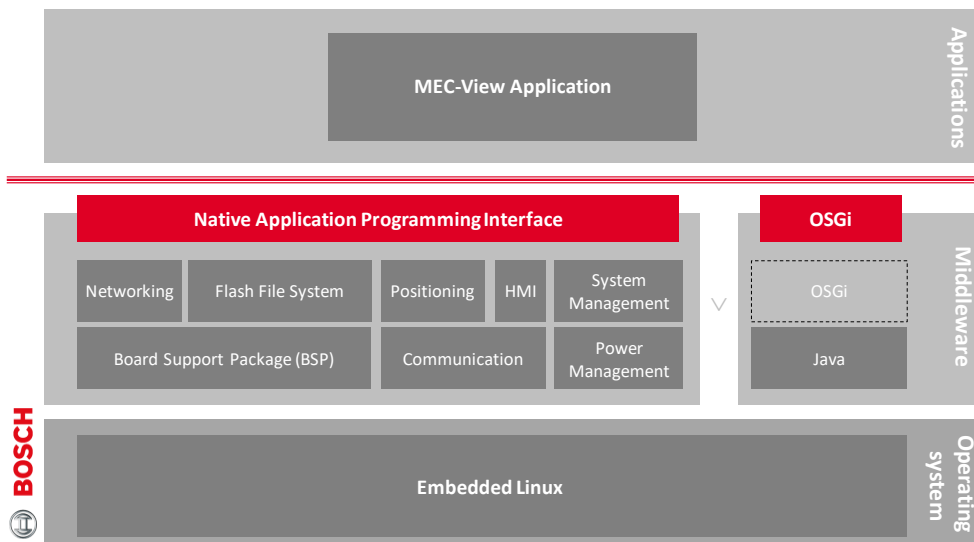 MEC-View Application
Applications
Native Application Programming Interface
OSGi
Networking
Flash File System
Positioning
HMI
System
Management
OSGi
Board Support Package (BSP)
Communication
Power
Management
Java
Middleware
Embedded Linux
Operating
system
BOSCH